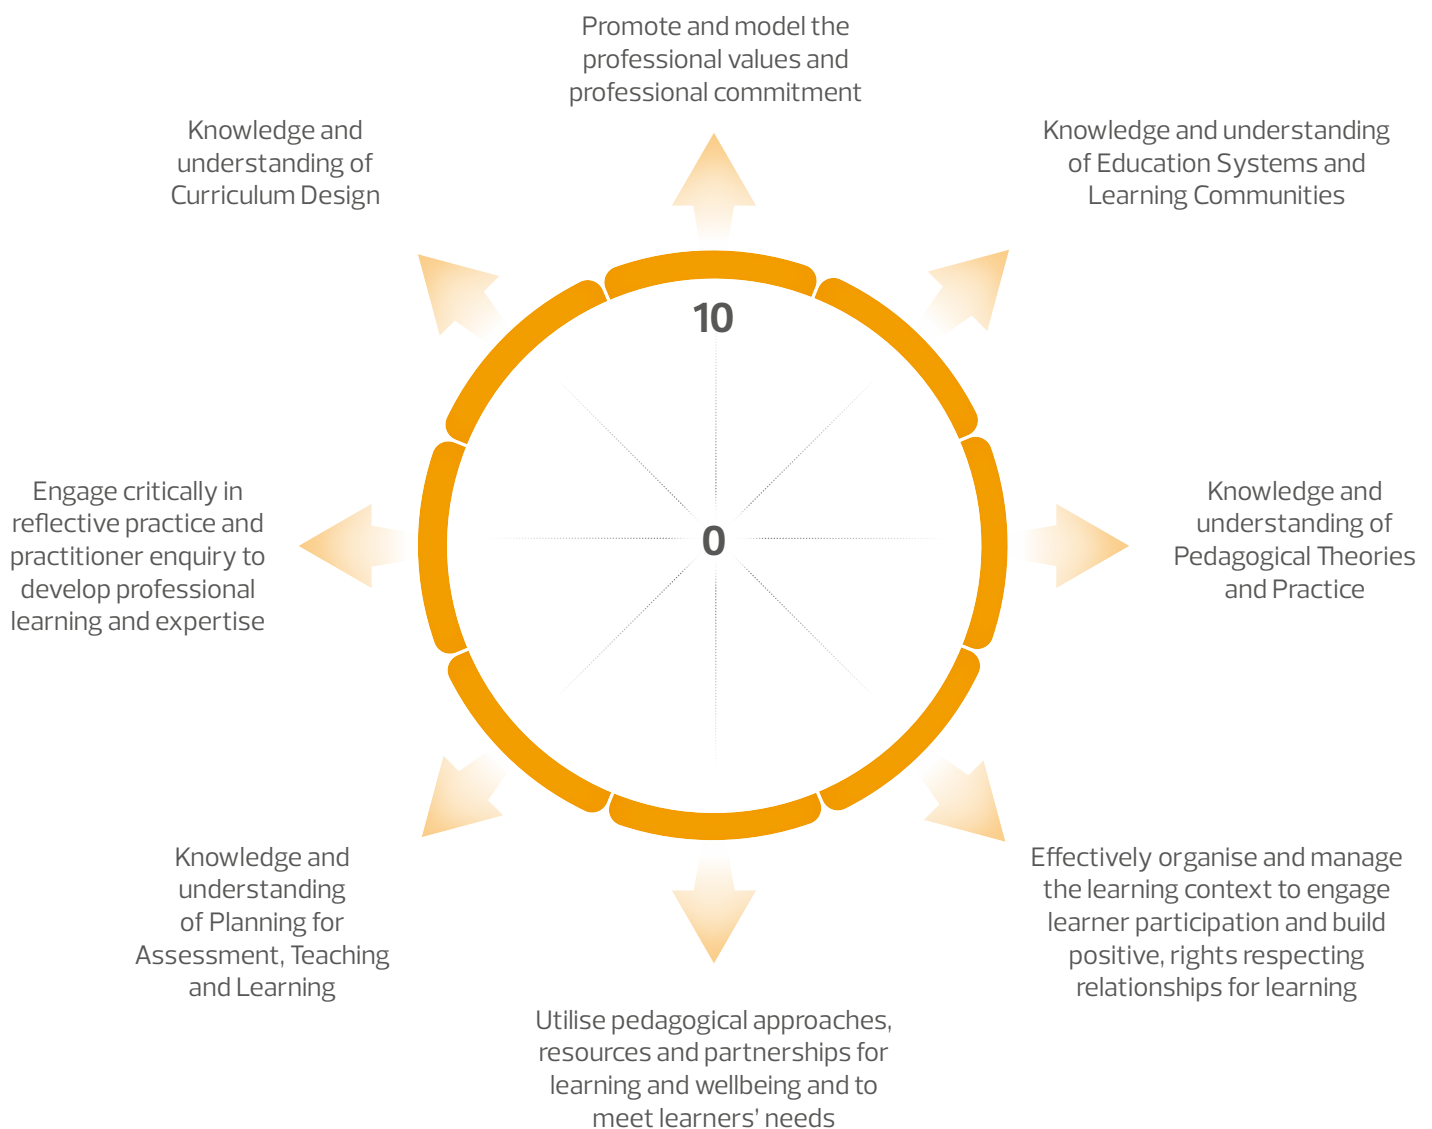 Promote and model the
professional values and
professional commitment
Knowledge and
understanding of
Curriculum Design
Knowledge and understanding
of Education Systems and
Learning Communities
10
0
Engage critically in
reflective practice and
practitioner enquiry to
develop professional
learning and expertise
Knowledge and
understanding of
Pedagogical Theories
and Practice
Knowledge and
understanding
of Planning for
Assessment, Teaching
and Learning
Effectively organise and manage
the learning context to engage
learner participation and build
positive, rights respecting
relationships for learning
Utilise pedagogical approaches,
resources and partnerships for
learning and wellbeing and to
meet learners’ needs